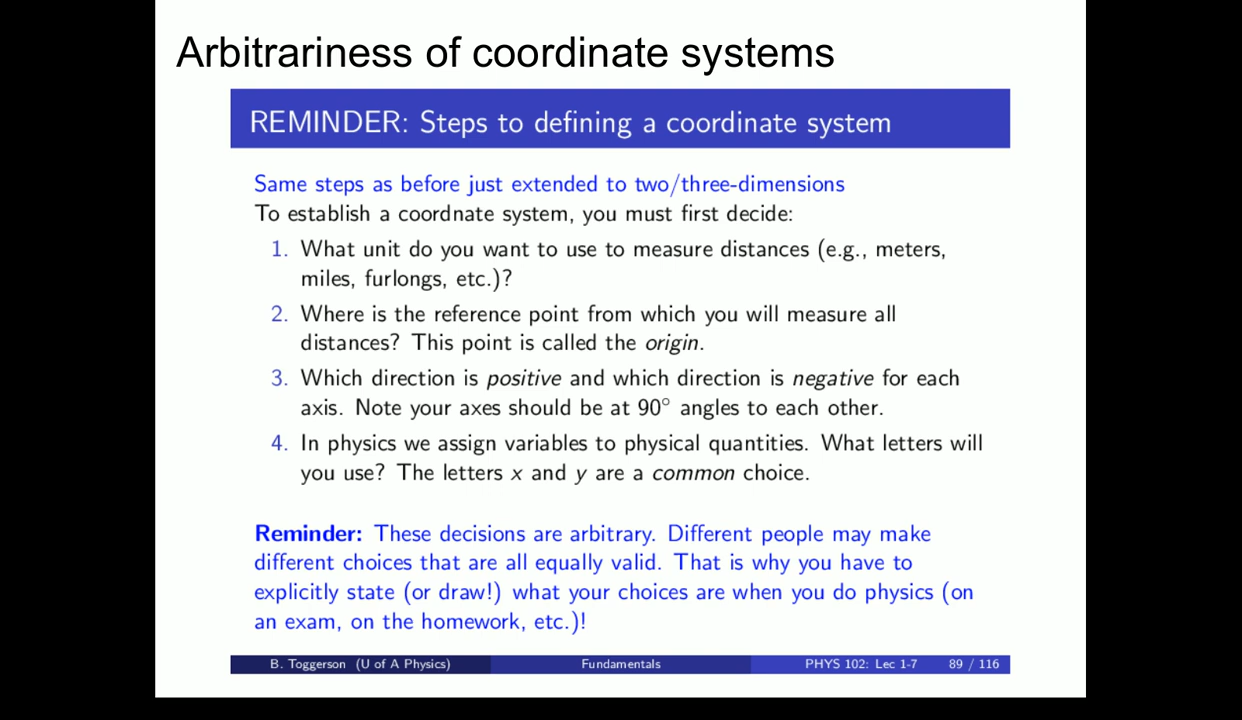 Arbitrariness of coordinate systems
REMINDER: Steps to defining a coordinate system
Same steps as before just extended to two/three-dimensions
To establish a coordnate system, you must first decide:
1. What unit do you want to use to measure distances (e.g., meters,
miles, furlongs, etc.)?
2. Where is the reference point from which you will measure all
distances? This point is called the origin.
3. Which direction is positive and which direction is negative for each
axis. Note your axes should be at 90° angles to each other.
4. In physics we assign variables to physical quantities. What letters will
you use? The letters x and y are a common choice.
Reminder: These decisions are arbitrary. Different people may make
different choices that are all equally valid. That is why you have to
explicitly state (or draw!) what your choices are when you do physics (on
an exam, on the homework, etc.)!
B. Toggerson (U of A Physics) Fundamentals PHYS 102: Lec 1-7 89 / 116